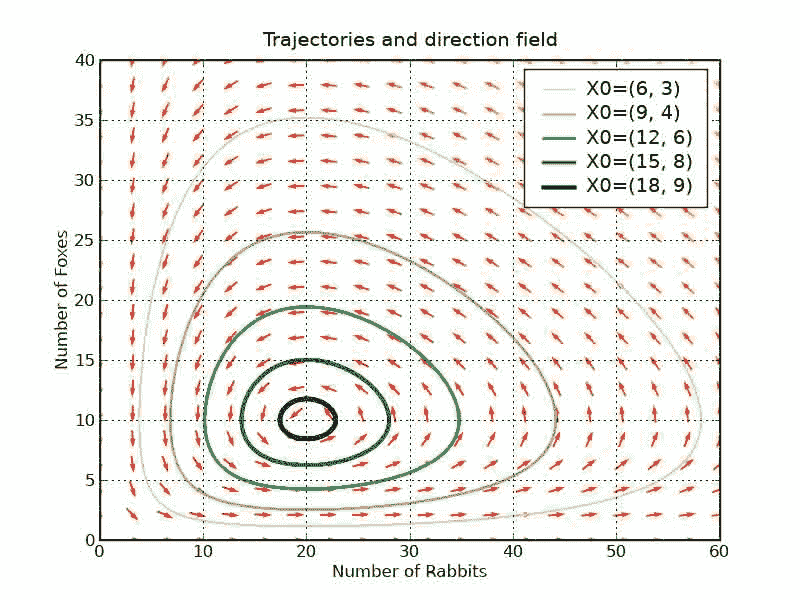 Trajectories and direction field
40
35
30
25
20
15
10
5
0
Number of Foxes
X0=(6, 3)
X0=(9, 4)
X0=(12, 6)
X0=(15, 8)
X0=(18, 9)
0 10 20 30 40 50 60
Number of Rabbits